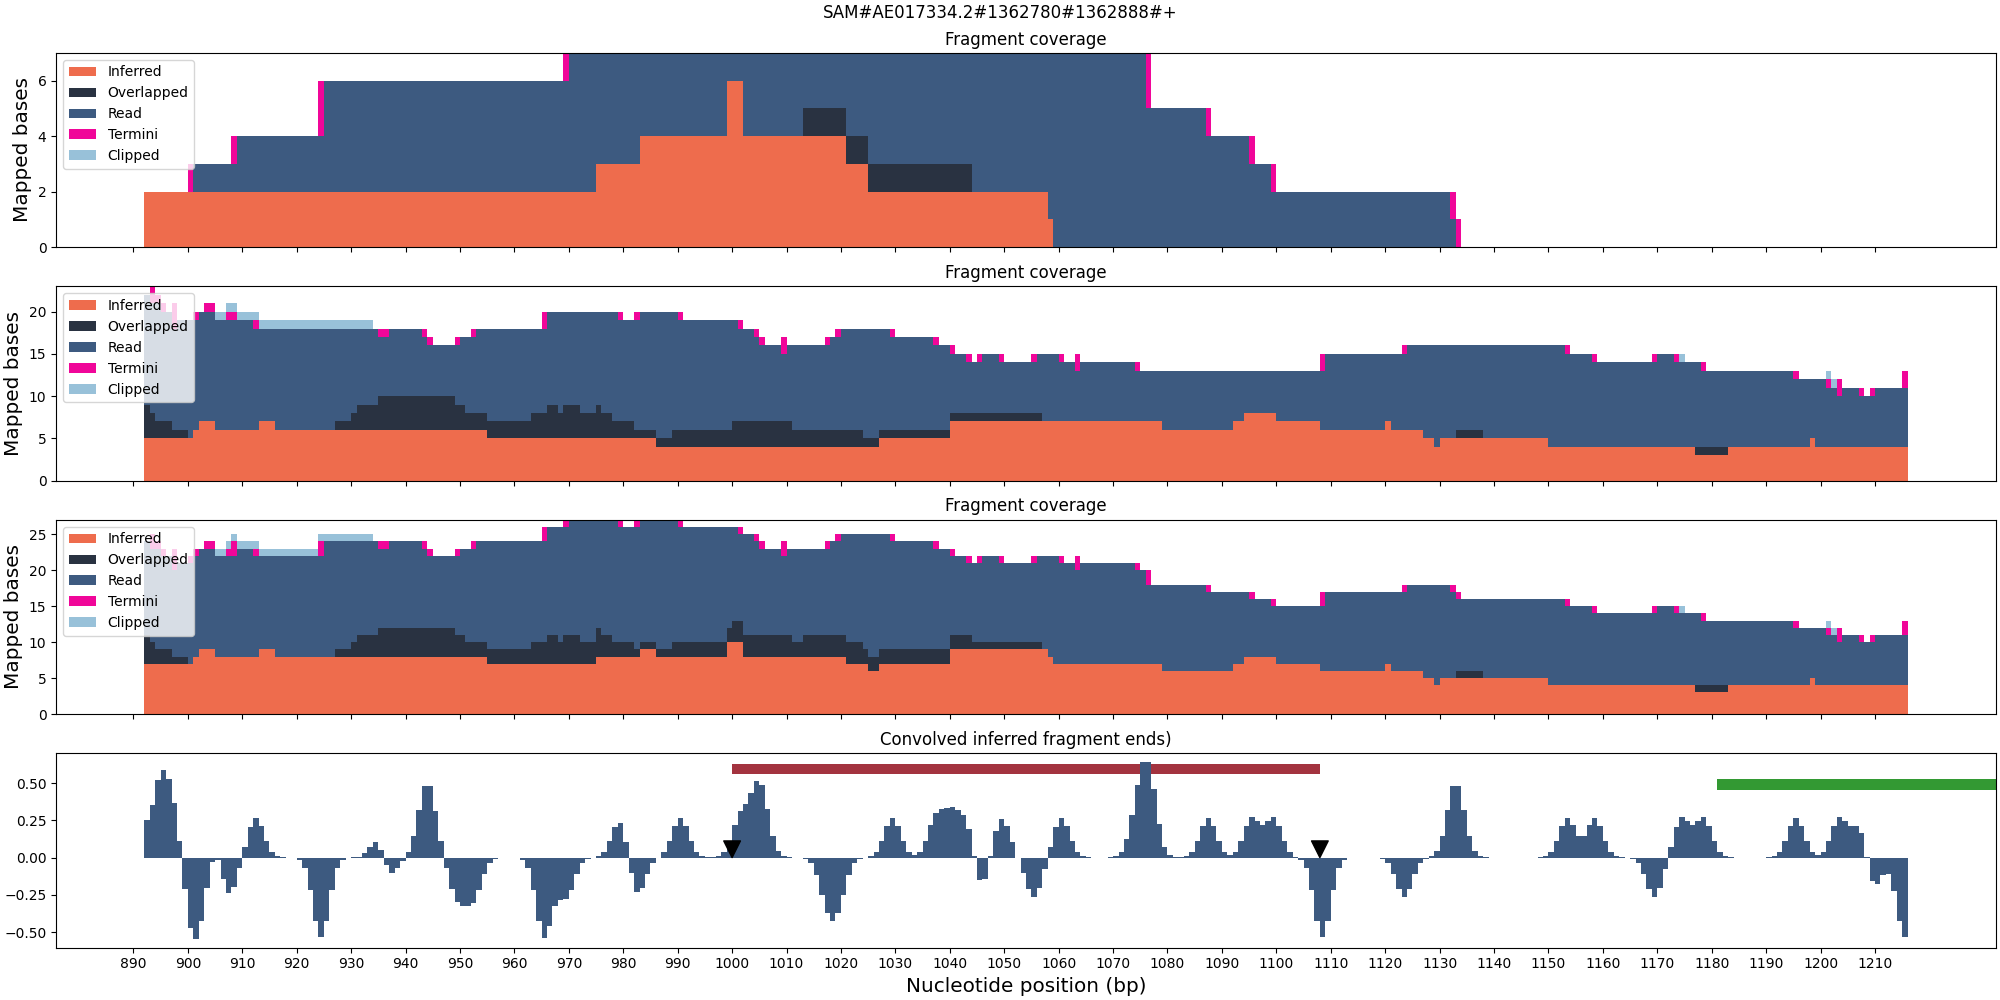 SAM#AE017334.2#1362780#1362888#+
Fragment coverage
Mapped bases
6
4
2
0
Inferred
Overlapped
Read
Termini
Clipped
890 900 910 920 930 940 950 960 970 980 990 1000 1010 1020 1030 1040 1050 1060 1070 1080 1090 1100 1110 1120 1130 1140 1150 1160 1170 1180 1190 1200 1210
Fragment coverage
Mapped bases
20
15
10
5
0
Inferred
Overlapped
Read
Termini
Clipped
Fragment coverage
Mapped bases
25
20
15
10
5
0
Inferred
Overlapped
Read
Termini
Clipped
Convolved inferred fragment ends)
0.50
0.25
0.00
−0.25
−0.50
Nucleotide position (bp)